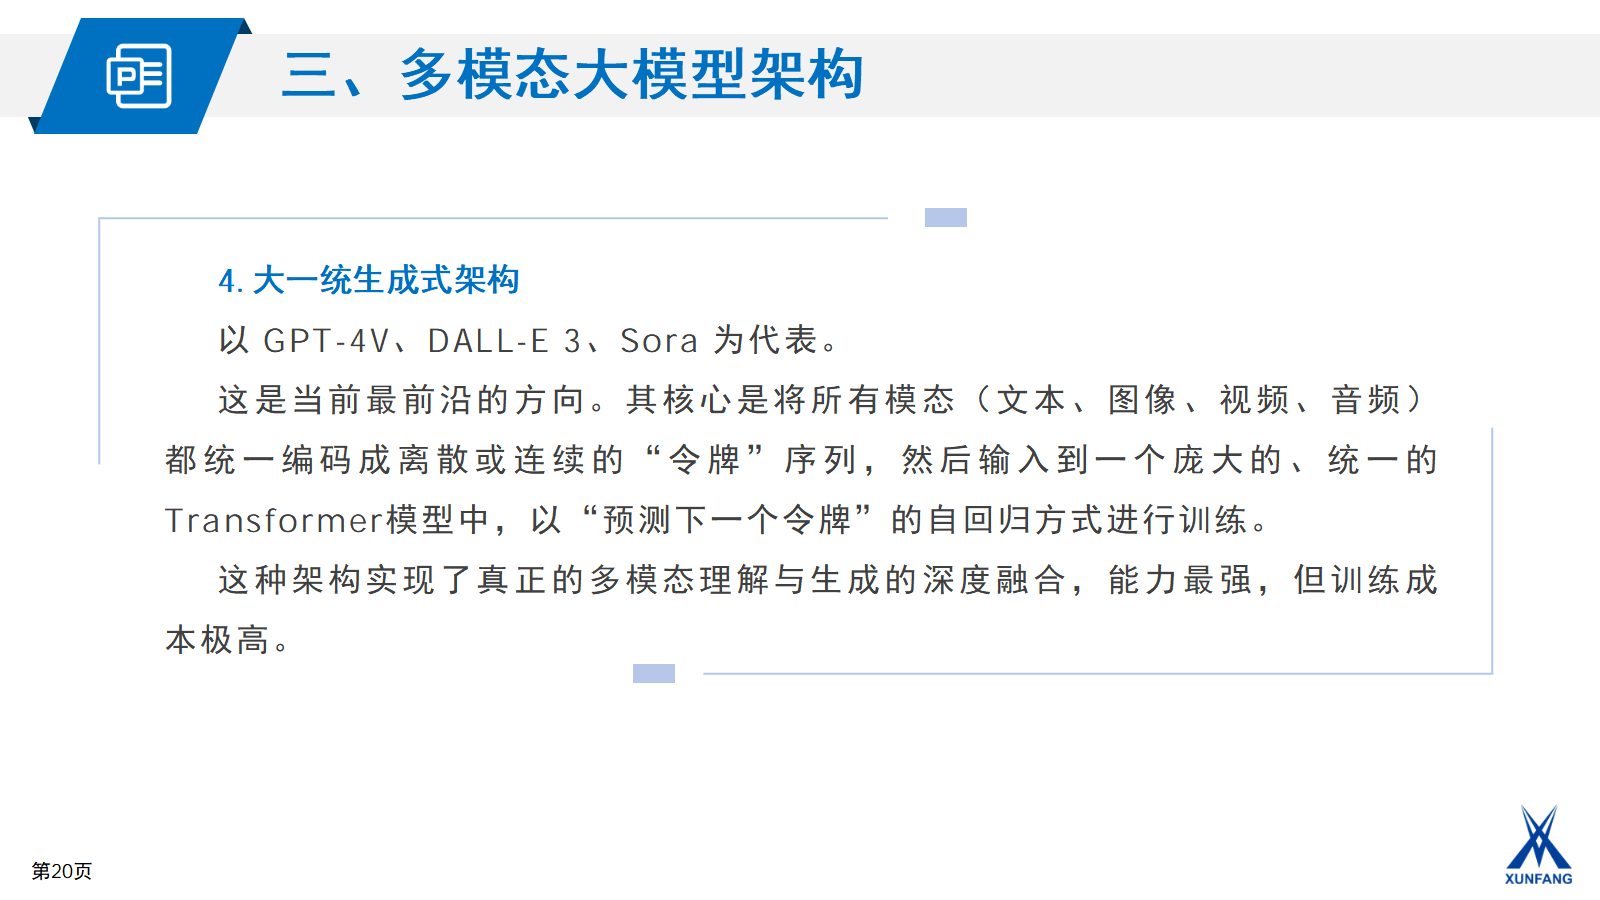 三、多模态大模型架构
4. 大一统生成式架构
以 GPT-4V、DALL-E 3、Sora 为代表。
这是当前最前沿的方向。其核心是将所有模态（文本、图像、视频、音频）
都统一编码成离散或连续的“令牌”序列，然后输入到一个庞大的、统一的
Transformer模型中，以“预测下一个令牌”的自回归方式进行训练。
这种架构实现了真正的多模态理解与生成的深度融合，能力最强，但训练成
本极高。
第20页
XUNFANG